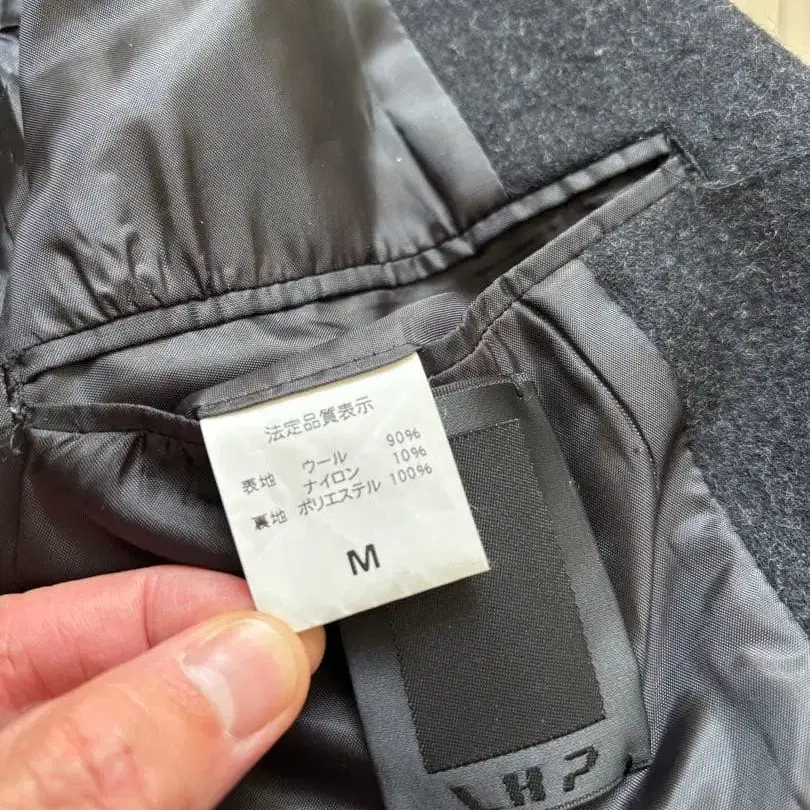 法定品質表示
表地 ウール 90%
ナイロン 10%
裏地 ポリエステル 100%
M
LHP